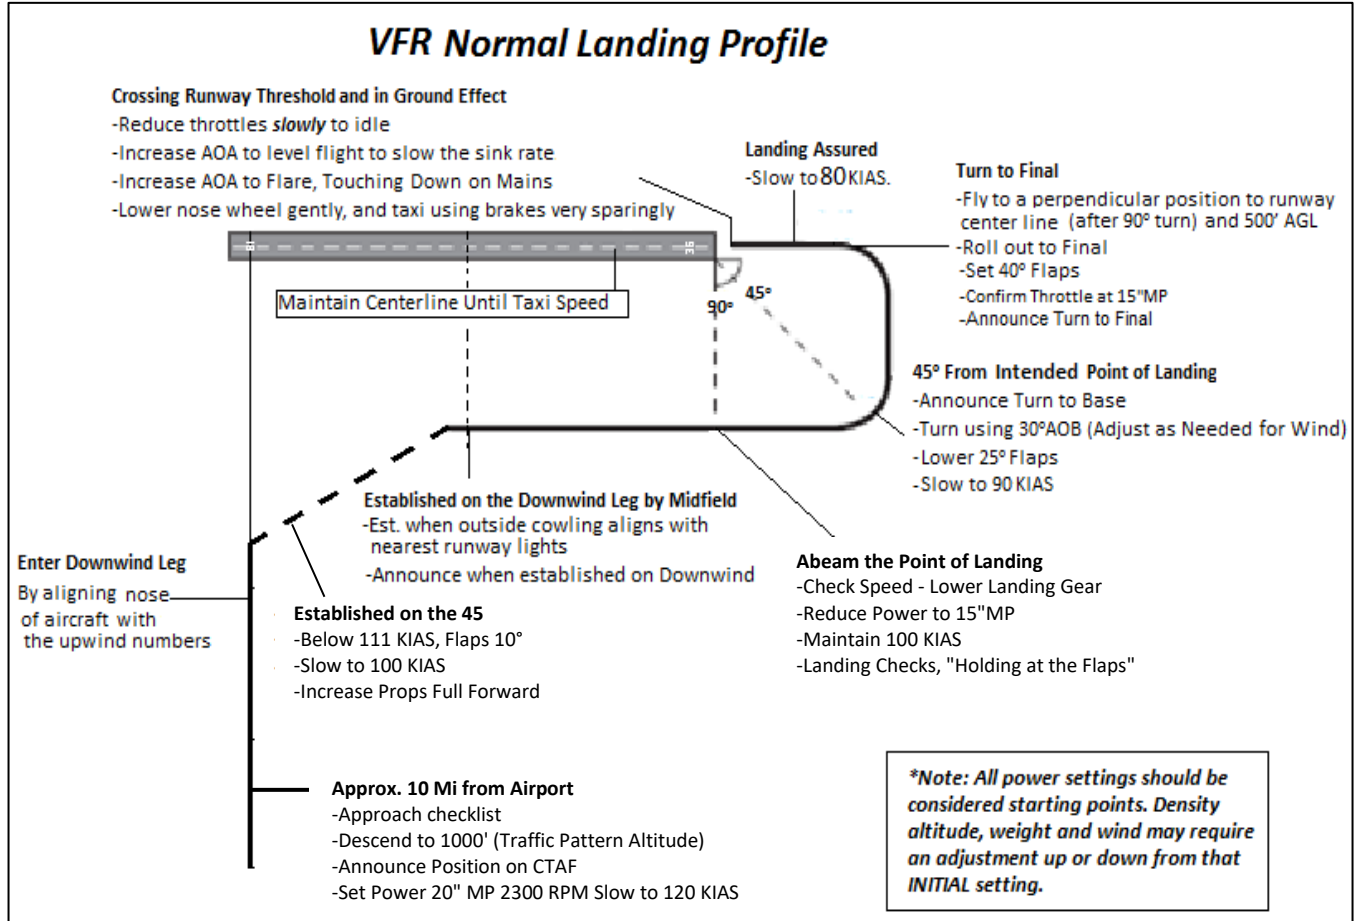 VFR Normal Landing Profile
Crossing Runway Threshold and in Ground Effect
-Reduce throttles slowly to idle
-Increase AOA to level flight to slow the sink rate
-Increase AOA to Flare, Touching Down on Mains
-Lower nose wheel gently, and taxi using brakes very sparingly
Landing Assured
-Slow to 80 KIAS.
Turn to Final
-Fly to a perpendicular position to runway
center line (after 90º turn) and 500' AGL
-Roll out to Final
-Set 40º Flaps
-Confirm Throttle at 15"MP
-Announce Turn to Final
18
36
Maintain Centerline Until Taxi Speed
90º
45º
45º From Intended Point of Landing
-Announce Turn to Base
-Turn using 30ºAOB (Adjust as Needed for Wind)
-Lower 25º Flaps
-Slow to 90 KIAS
Established on the Downwind Leg by Midfield
-Est. when outside cowling aligns with
nearest runway lights
-Announce when established on Downwind
Enter Downwind Leg
By aligning nose
of aircraft with
the upwind numbers
Established on the 45
-Below 111 KIAS, Flaps 10°
-Slow to 100 KIAS
-Increase Props Full Forward
Abeam the Point of Landing
-Check Speed - Lower Landing Gear
-Reduce Power to 15"MP
-Maintain 100 KIAS
-Landing Checks, "Holding at the Flaps"
Approx. 10 Mi from Airport
-Approach checklist
-Descend to 1000' (Traffic Pattern Altitude)
-Announce Position on CTAF
-Set Power 20" MP 2300 RPM Slow to 120 KIAS
*Note: All power settings should be
considered starting points. Density
altitude, weight and wind may require
an adjustment up or down from that
INITIAL setting.